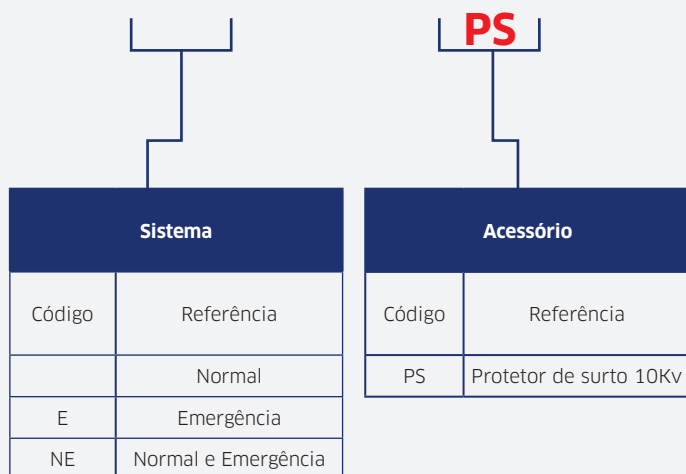 PS
Sistema
Acessório
Código Referência
Código Referência
Normal
PS Protetor de surto 10Kv
E Emergência
NE Normal e Emergência